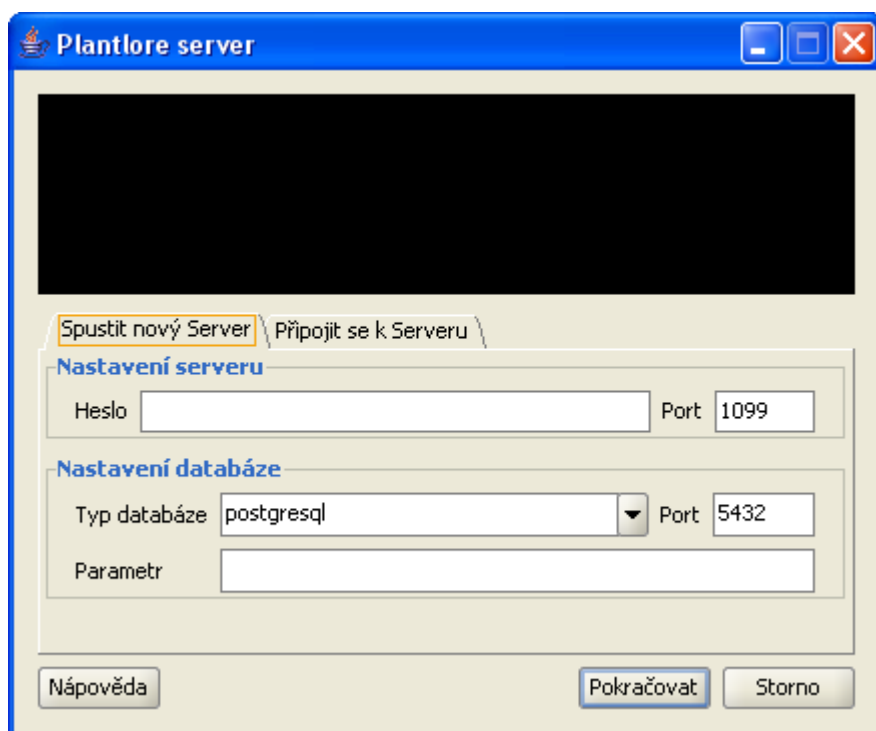 Plantlore server
Spustit nový Server Připojit se k Serveru
Nastavení serveru
Heslo Port 1099
Nastavení databáze
Typ databáze postgresql Port 5432
Parametr
Nápověda Pokračovat Storno